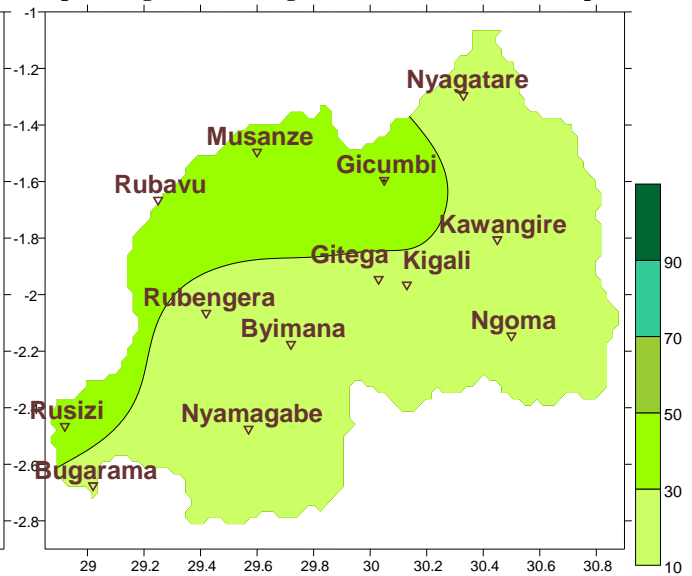 -1
-1.2
Nyagatare
-1.4
Musanze
Gicumbi
-1.6
Rubavu
Kawangire
-1.8
Gitega
Kigali
90
-2
Rubengera
Byimana
Ngoma
70
-2.2
Rusizi
Nyamagabe
-2.4
50
-2.6
Bugarama
30
-2.8
10
29 29.2 29.4 29.6 29.8 30 30.2 30.4 30.6 30.8